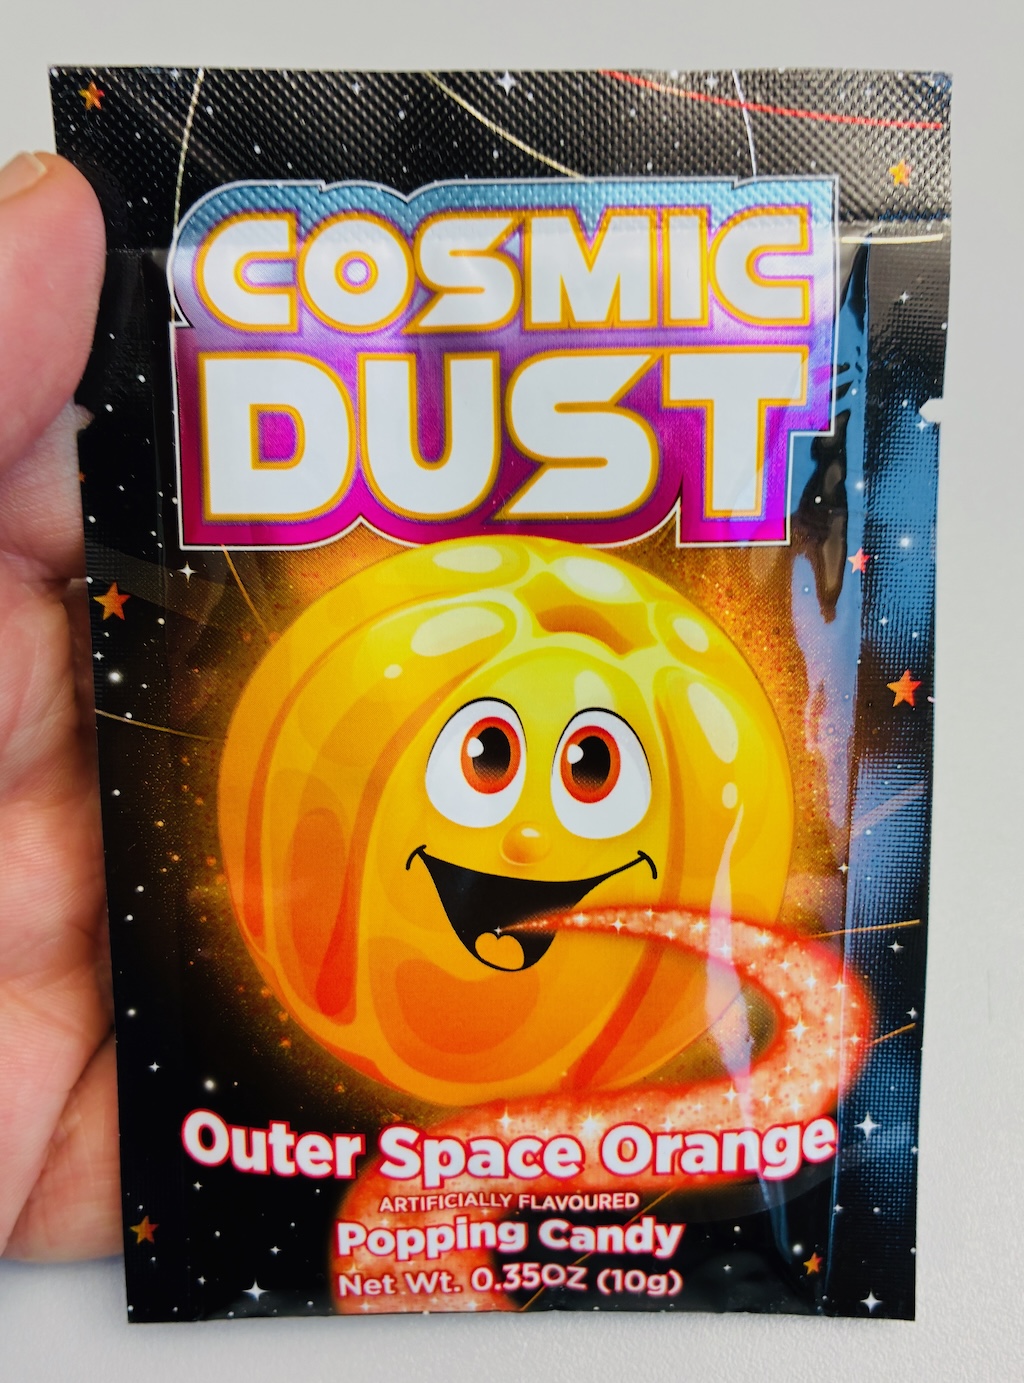 COSMIC
DUST
Outer Space Orange
ARTIFICIALLY FLAVOURED
Popping Candy
Net Wt. 0.35OZ (10g)